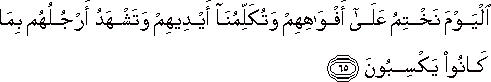 ٱلْيَوْمَ نَخْتِمُ عَلَىٰٓ أَفْوَٰهِهِمْ وَتُكَلِّمُنَآ أَيْدِيهِمْ وَتَشْهَدُ أَرْجُلُهُم بِمَا
كَانُوا۟ يَكْسِبُونَ ﴿٦٥﴾